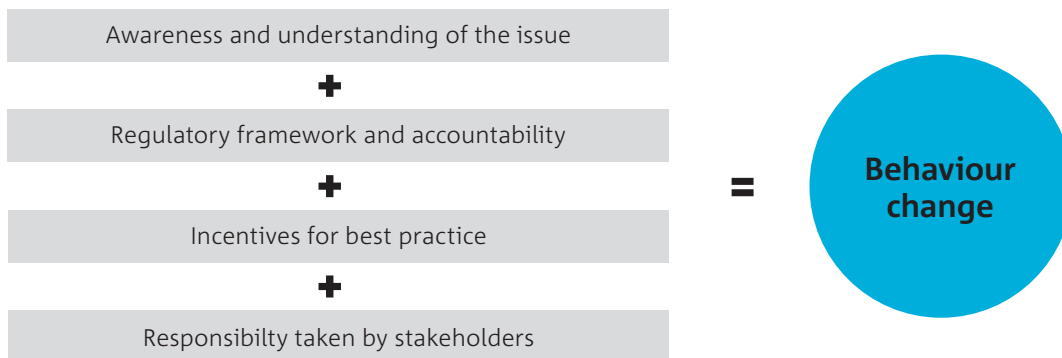 Awareness and understanding of the issue
+
Regulatory framework and accountability
+
Incentives for best practice
+
Responsibilty taken by stakeholders
=
Behaviour
change